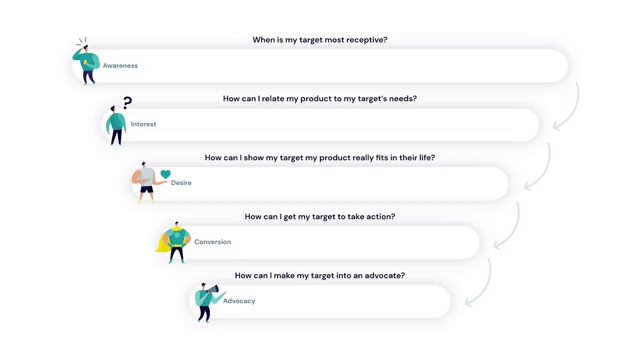 When is my target most receptive?
Awareness
How can I relate my product to my target's needs?
?
Interest
How can I show my target my product really fits in their life?
Desire
How can I get my target to take action?
Conversion
How can I make my target into an advocate?
Advocacy